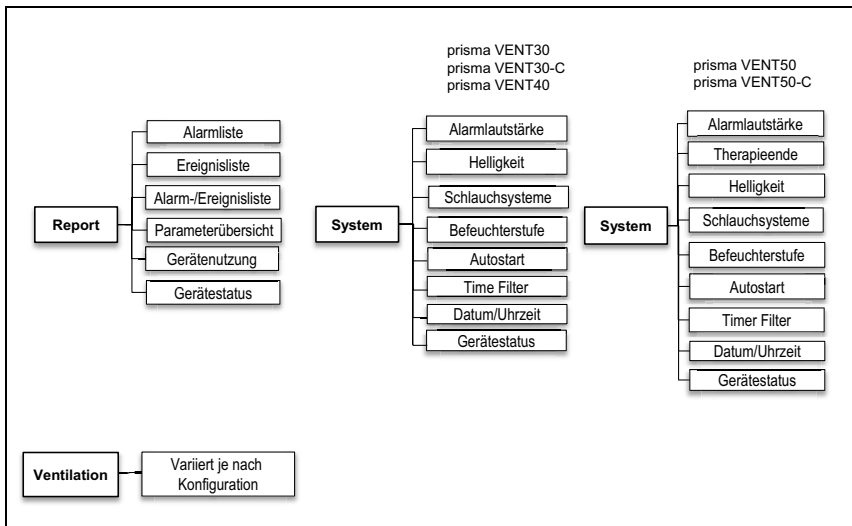 prisma VENT30
prisma VENT30-C
prisma VENT40
prisma VENT50
prisma VENT50-C
Report
Alarmliste
Ereignisliste
Alarm-/Ereignisliste
Parameterübersicht
Gerätenutzung
Gerätestatus
System
Alarmlautstärke
Helligkeit
Schlauchsysteme
Befeuchterstufe
Autostart
Time Filter
Datum/Uhrzeit
Gerätestatus
System
Alarmlautstärke
Therapieende
Helligkeit
Schlauchsysteme
Befeuchterstufe
Autostart
Timer Filter
Datum/Uhrzeit
Gerätestatus
Ventilation
Variiert je nach
Konfiguration